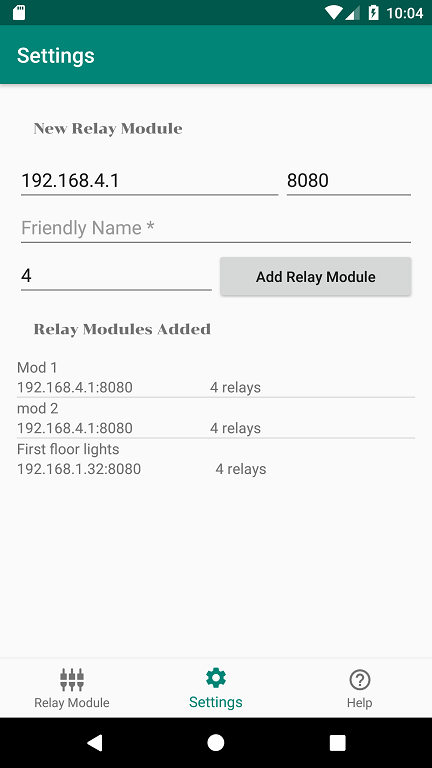 10:04
Settings
New Relay Module
192.168.4.1 8080
Friendly Name *
4 Add Relay Module
Relay Modules Added
Mod 1
192.168.4.1:8080 4 relays
mod 2
192.168.4.1:8080 4 relays
First floor lights
192.168.1.32:8080 4 relays
Relay Module Settings Help